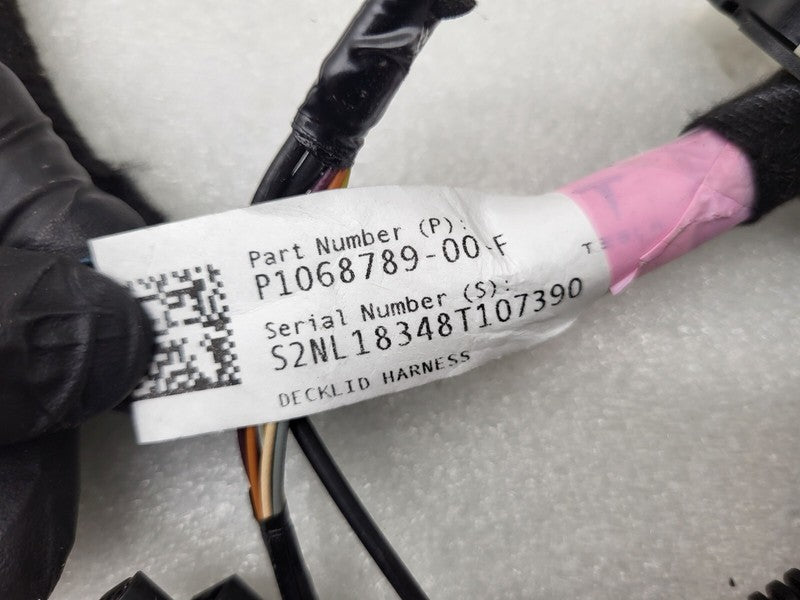 Part Number (P):
P1068789-00-F
Serial Number (S):
S2NL18348T107390
DECKLID HARNESS